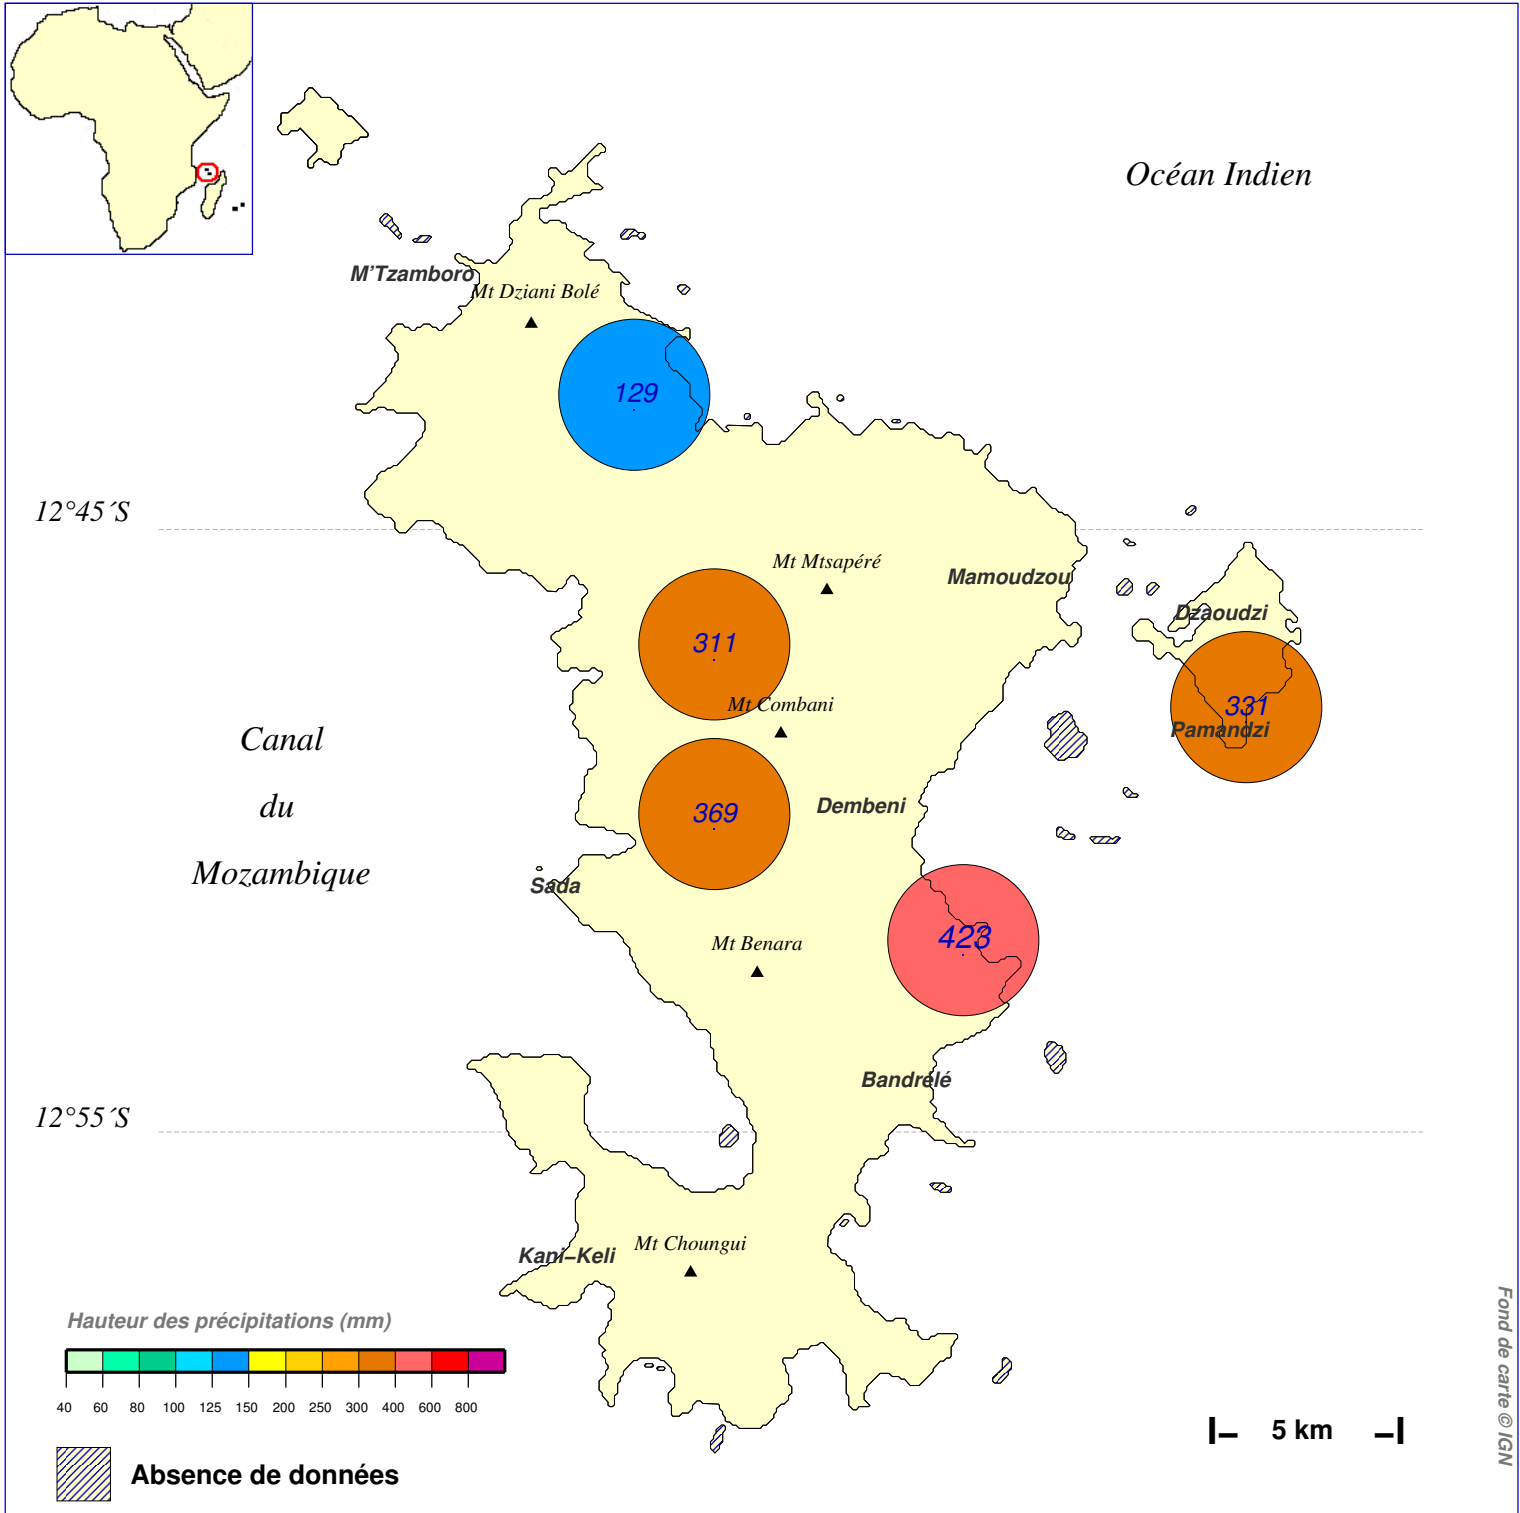 Océan Indien
M'Tzamboro
Mt Dziani Bolé
129
12°45´S
Mt Mtsapéré
Mamoudzou
Dzaoudzi
311
Mt Combani
331
Pamandzi
Canal
du
Mozambique
369
Dembeni
Sada
423
Mt Benara
Bandrélé
12°55´S
Kani–Keli
Mt Choungui
Hauteur des précipitations (mm)
40 60 80 100 125 150 200 250 300 400 600 800
Absence de données
5 km
Fond de carte © IGN